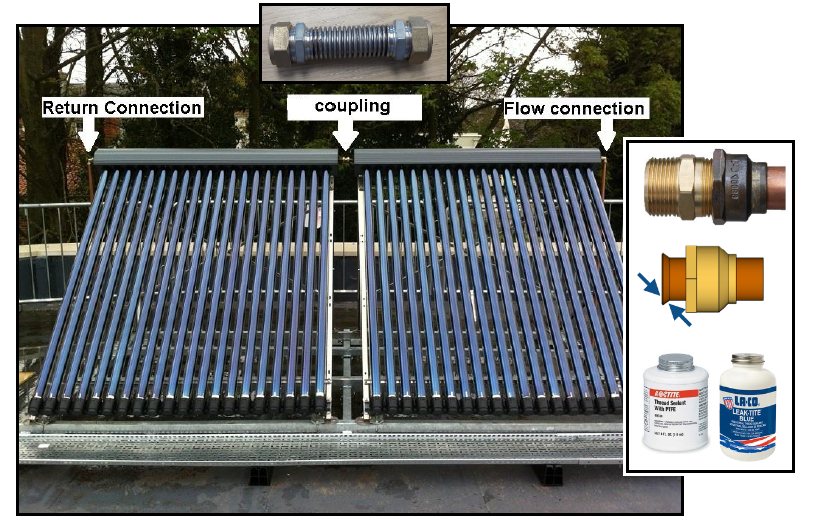 Return Connection
coupling
Flow connection
LOCTITE
Thread Sealant
With PTFE
LA-CO
LEAK-TITE
BLUE